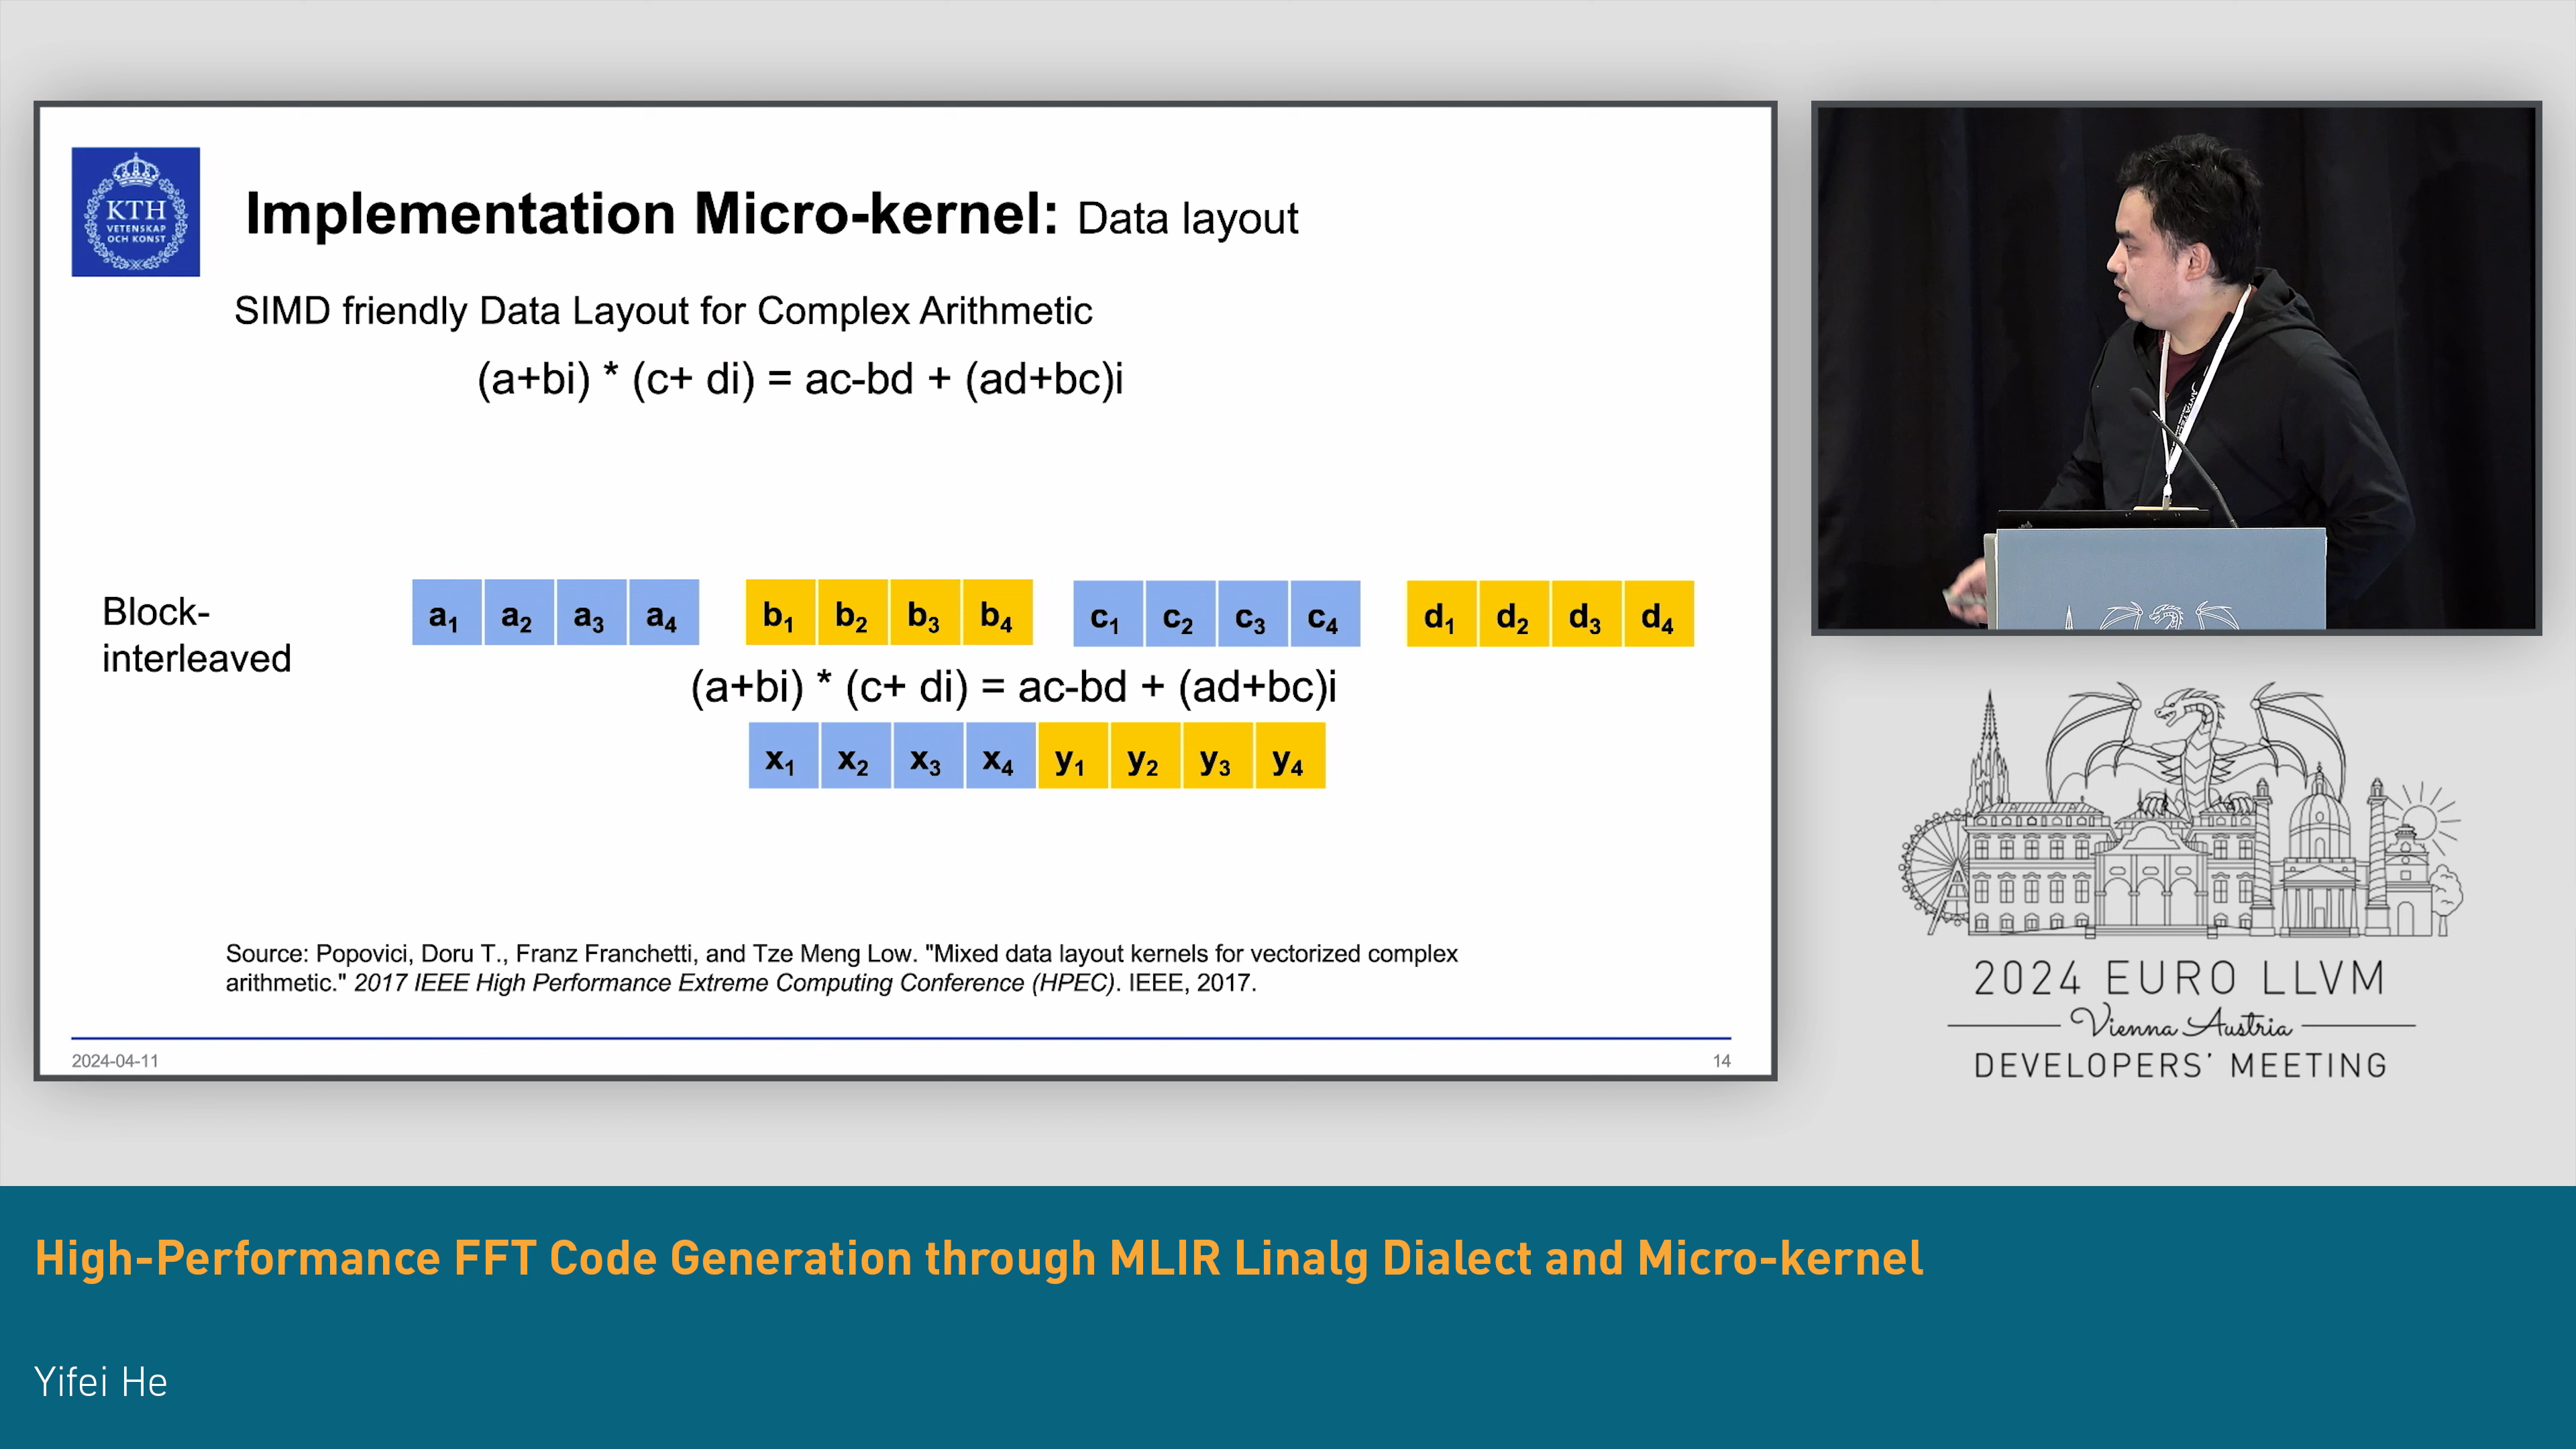 KTH
VETENSKAP
OCH KONST
Implementation Micro-kernel: Data layout
SIMD friendly Data Layout for Complex Arithmetic
(a+bi) * (c+ di) = ac-bd + (ad+bc)i
Block-
interleaved
a₁ a₂ a₃ a₄ b₁ b₂ b₃ b₄ c₁ c₂ c₃ c₄ d₁ d₂ d₃ d₄
(a+bi) * (c+ di) = ac-bd + (ad+bc)i
x₁ x₂ x₃ x₄ y₁ y₂ y₃ y₄
Source: Popovici, Doru T., Franz Franchetti, and Tze Meng Low. "Mixed data layout kernels for vectorized complex
arithmetic." 2017 IEEE High Performance Extreme Computing Conference (HPEC). IEEE, 2017.
2024-04-11
14
2024 EURO LLVM
Vienna Austria
DEVELOPERS' MEETING
High-Performance FFT Code Generation through MLIR Linalg Dialect and Micro-kernel
Yifei He